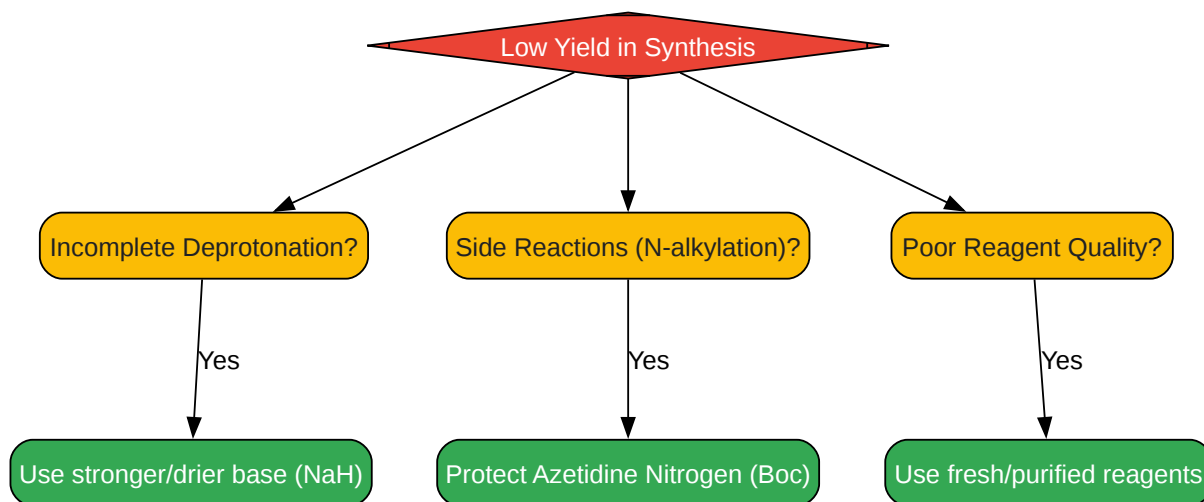 Low Yield in Synthesis
Incomplete Deprotonation?
Side Reactions (N-alkylation)?
Poor Reagent Quality?
Yes
Yes
Yes
Use stronger/drier base (NaH)
Protect Azetidine Nitrogen (Boc)
Use fresh/purified reagents